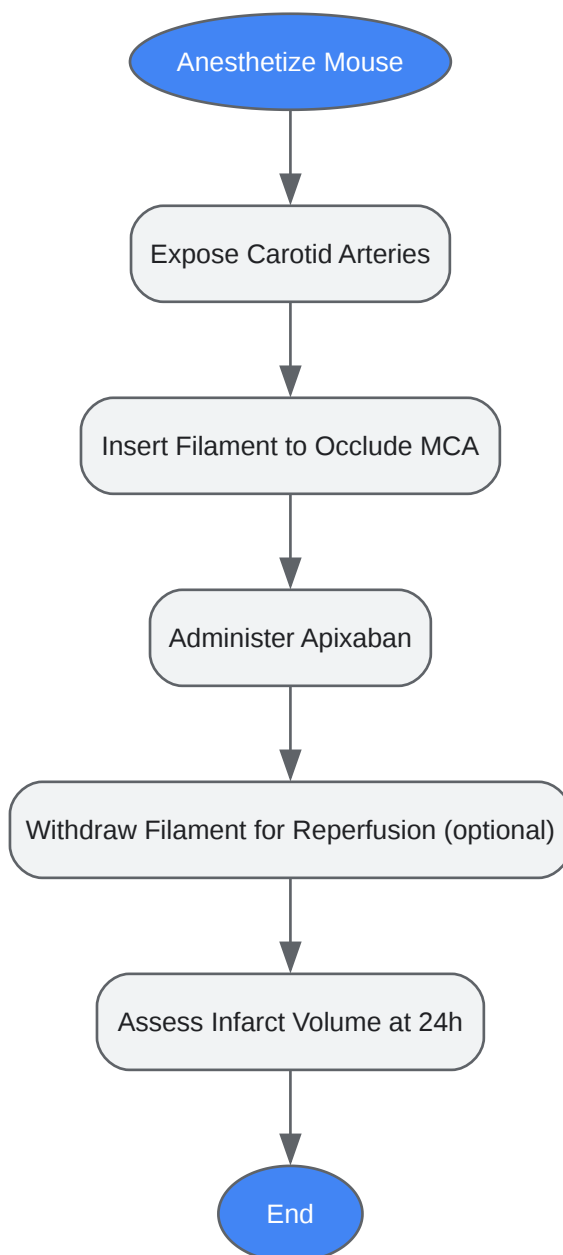 Anesthetize Mouse
Expose Carotid Arteries
Insert Filament to Occlude MCA
Administer Apixaban
Withdraw Filament for Reperfusion (optional)
Assess Infarct Volume at 24h
End